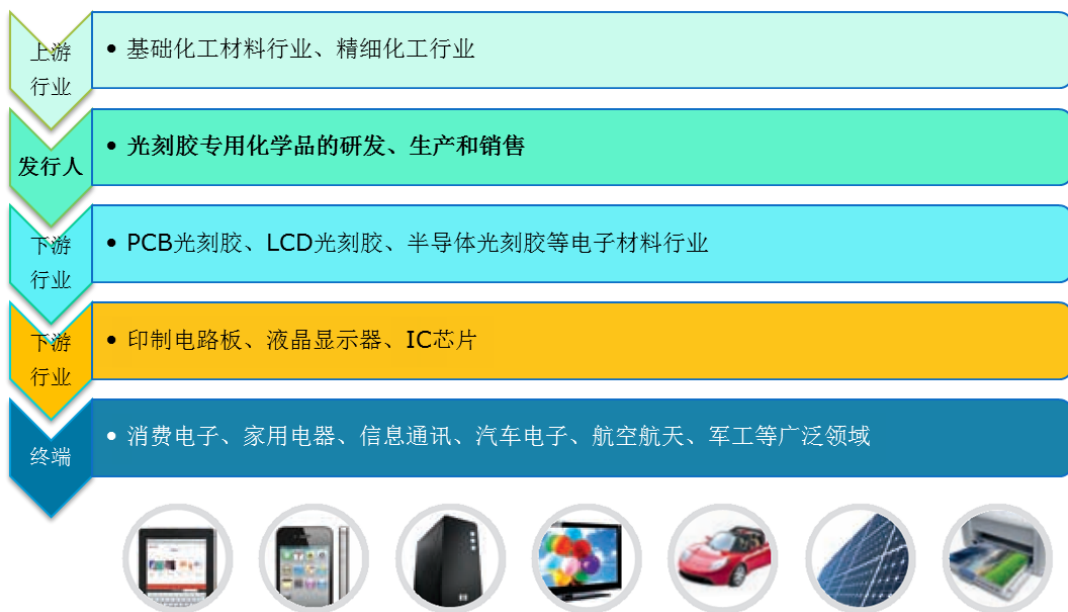 上游
行业
• 基础化工材料行业、精细化工行业
发行人
• 光刻胶专用化学品的研发、生产和销售
下游
行业
• PCB光刻胶、LCD光刻胶、半导体光刻胶等电子材料行业
下游
行业
• 印制电路板、液晶显示器、IC芯片
终端
• 消费电子、家用电器、信息通讯、汽车电子、航空航天、军工等广泛领域